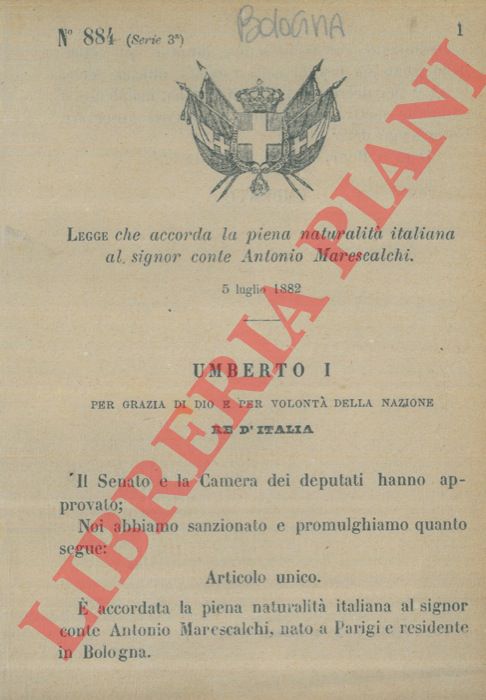 Bologna
N° 884 (Serie 3ª) 1
LEGGE che accorda la piena naturalità italiana
al signor conte Antonio Marescalchi.
5 luglio 1882
UMBERTO I
PER GRAZIA DI DIO E PER VOLONTÀ DELLA NAZIONE
RE D'ITALIA
Il Senato e la Camera dei deputati hanno ap-
provato;
Noi abbiamo sanzionato e promulghiamo quanto
segue:
Articolo unico.
È accordata la piena naturalità italiana al signor
conte Antonio Marescalchi, nato a Parigi e residente
in Bologna.
LIBRERIA PIANI